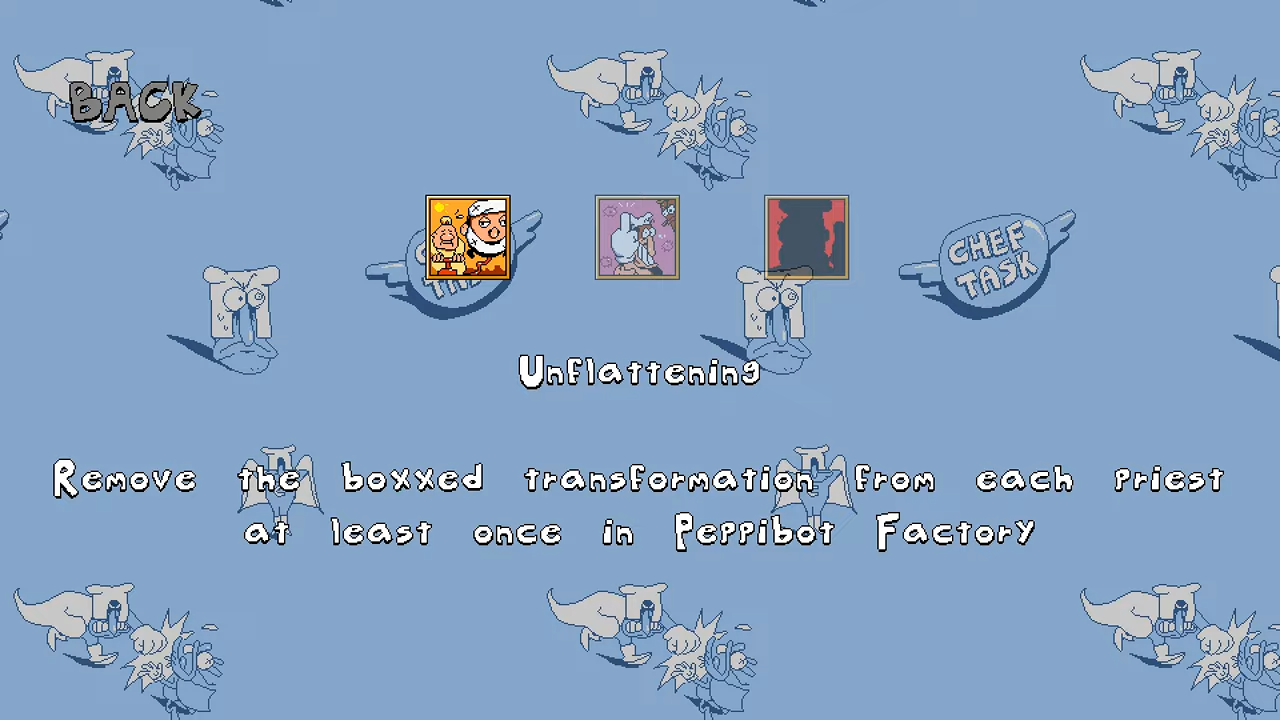 BACK
CHEF
TASK
Unflattening
Remove the boxxed transformation from each priest
at least once in Peppibot Factory